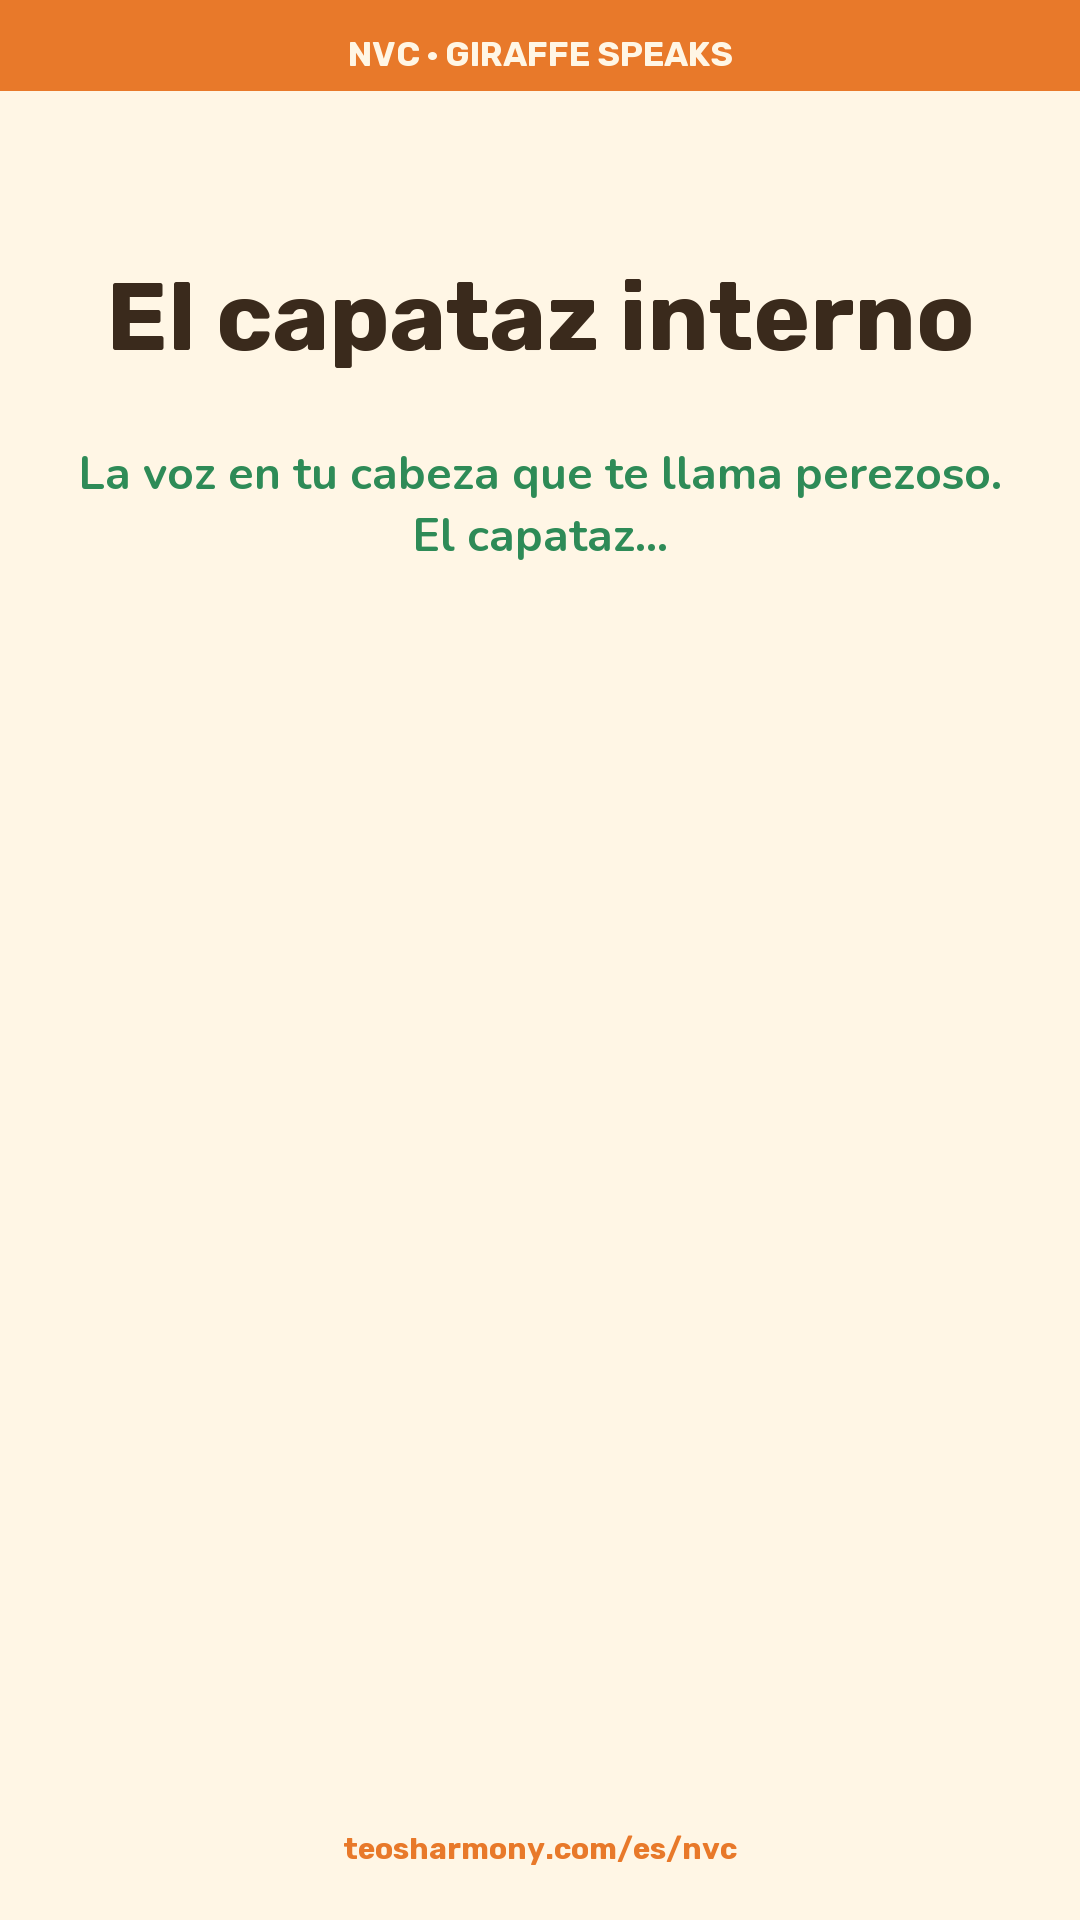 NVC • GIRAFFE SPEAKS
El capataz interno
La voz en tu cabeza que te llama perezoso.
El capataz...
teosharmony.com/es/nvc